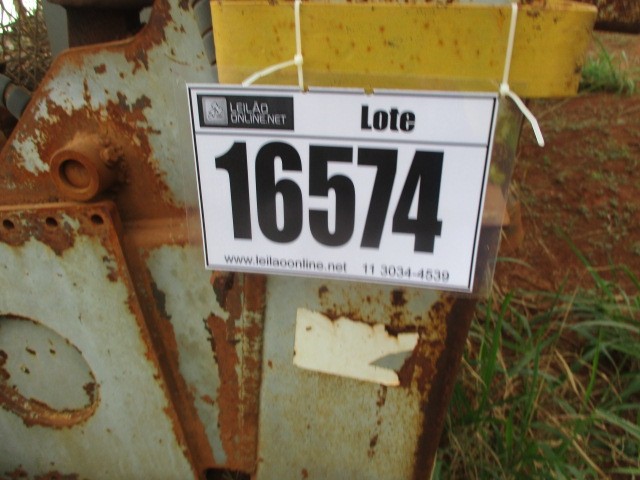 LEILÃO
ONLINE.NET
Lote
16574
www.leilaoonline.net 11 3034-4539